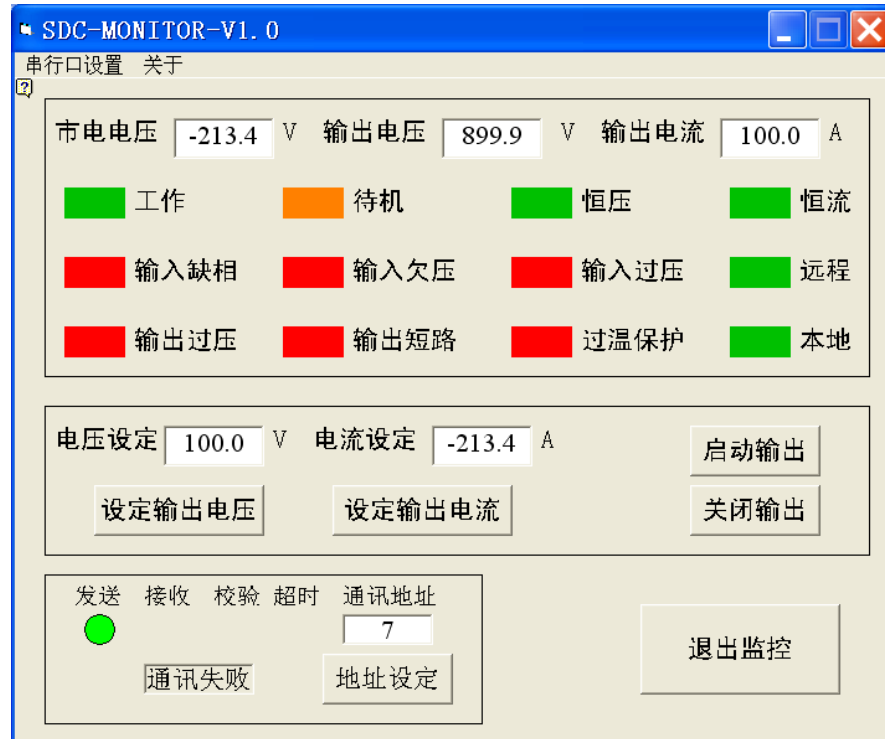 SDC-MONITOR-V1.0
串行口设置 关于
市电电压 -213.4 V 输出电压 899.9 V 输出电流 100.0 A
工作 待机 恒压 恒流
输入缺相 输入欠压 输入过压 远程
输出过压 输出短路 过温保护 本地
电压设定 100.0 V 电流设定 -213.4 A 启动输出
设定输出电压 设定输出电流 关闭输出
发送 接收 校验 超时 通讯地址
7
退出监控
通讯失败 地址设定